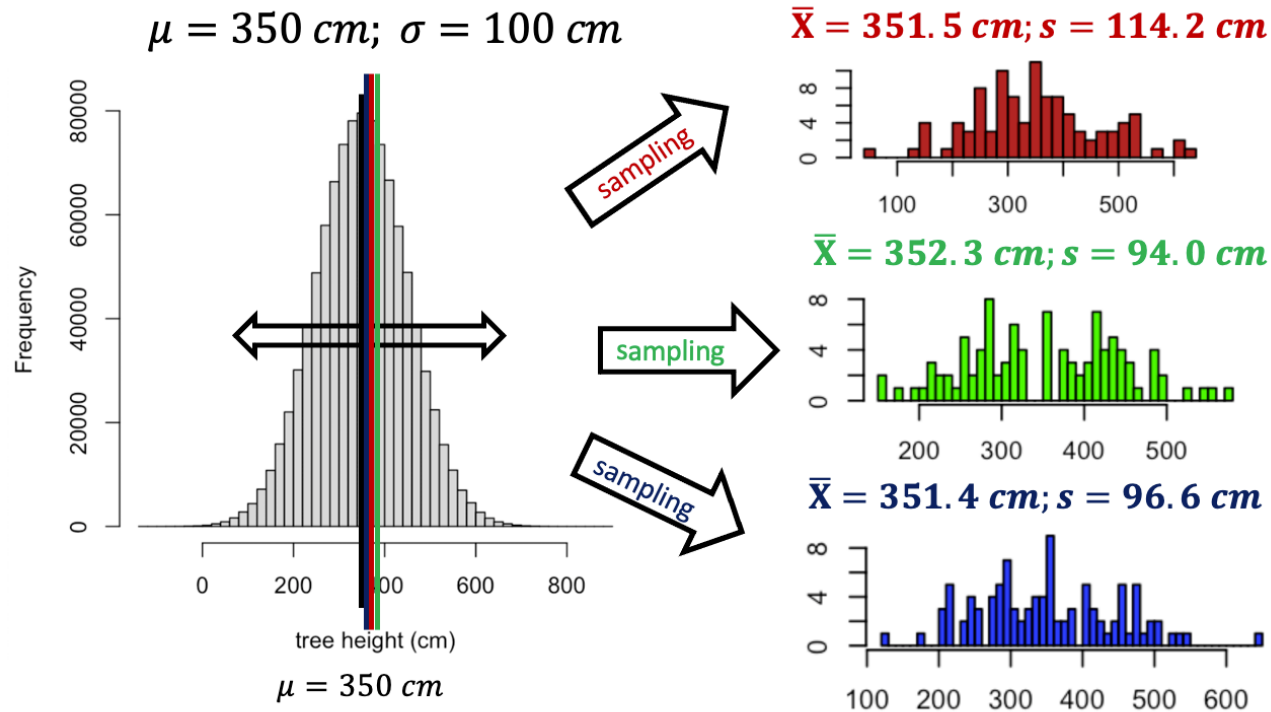 μ = 350 cm; σ = 100 cm
Frequency
0 20000 40000 60000 80000
0 200 400 600 800
tree height (cm)
μ = 350 cm
sampling
sampling
sampling
X̅ = 351.5 cm; s = 114.2 cm
0 4 8
100 300 500
X̅ = 352.3 cm; s = 94.0 cm
0 4 8
200 300 400 500
X̅ = 351.4 cm; s = 96.6 cm
0 4 8
100 200 300 400 500 600